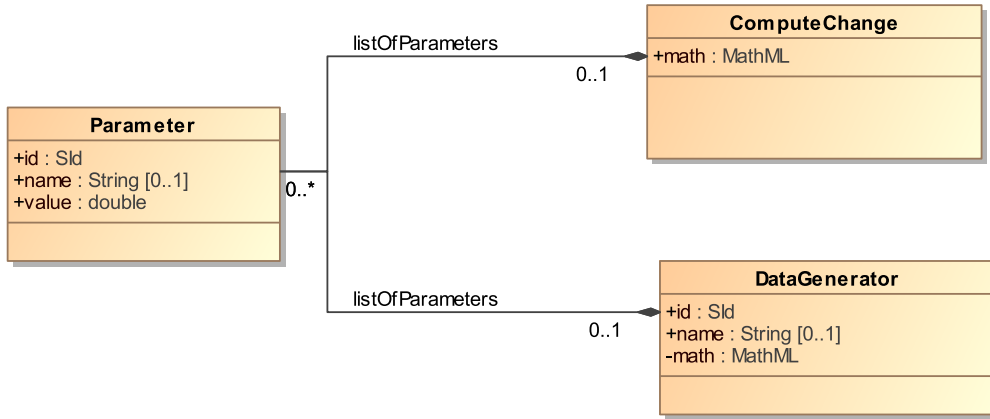 ComputeChange
+math : MathML
listOfParameters
0..1
Parameter
+id : SId
+name : String [0..1]
+value : double
0..*
DataGenerator
+id : SId
+name : String [0..1]
-math : MathML
listOfParameters
0..1